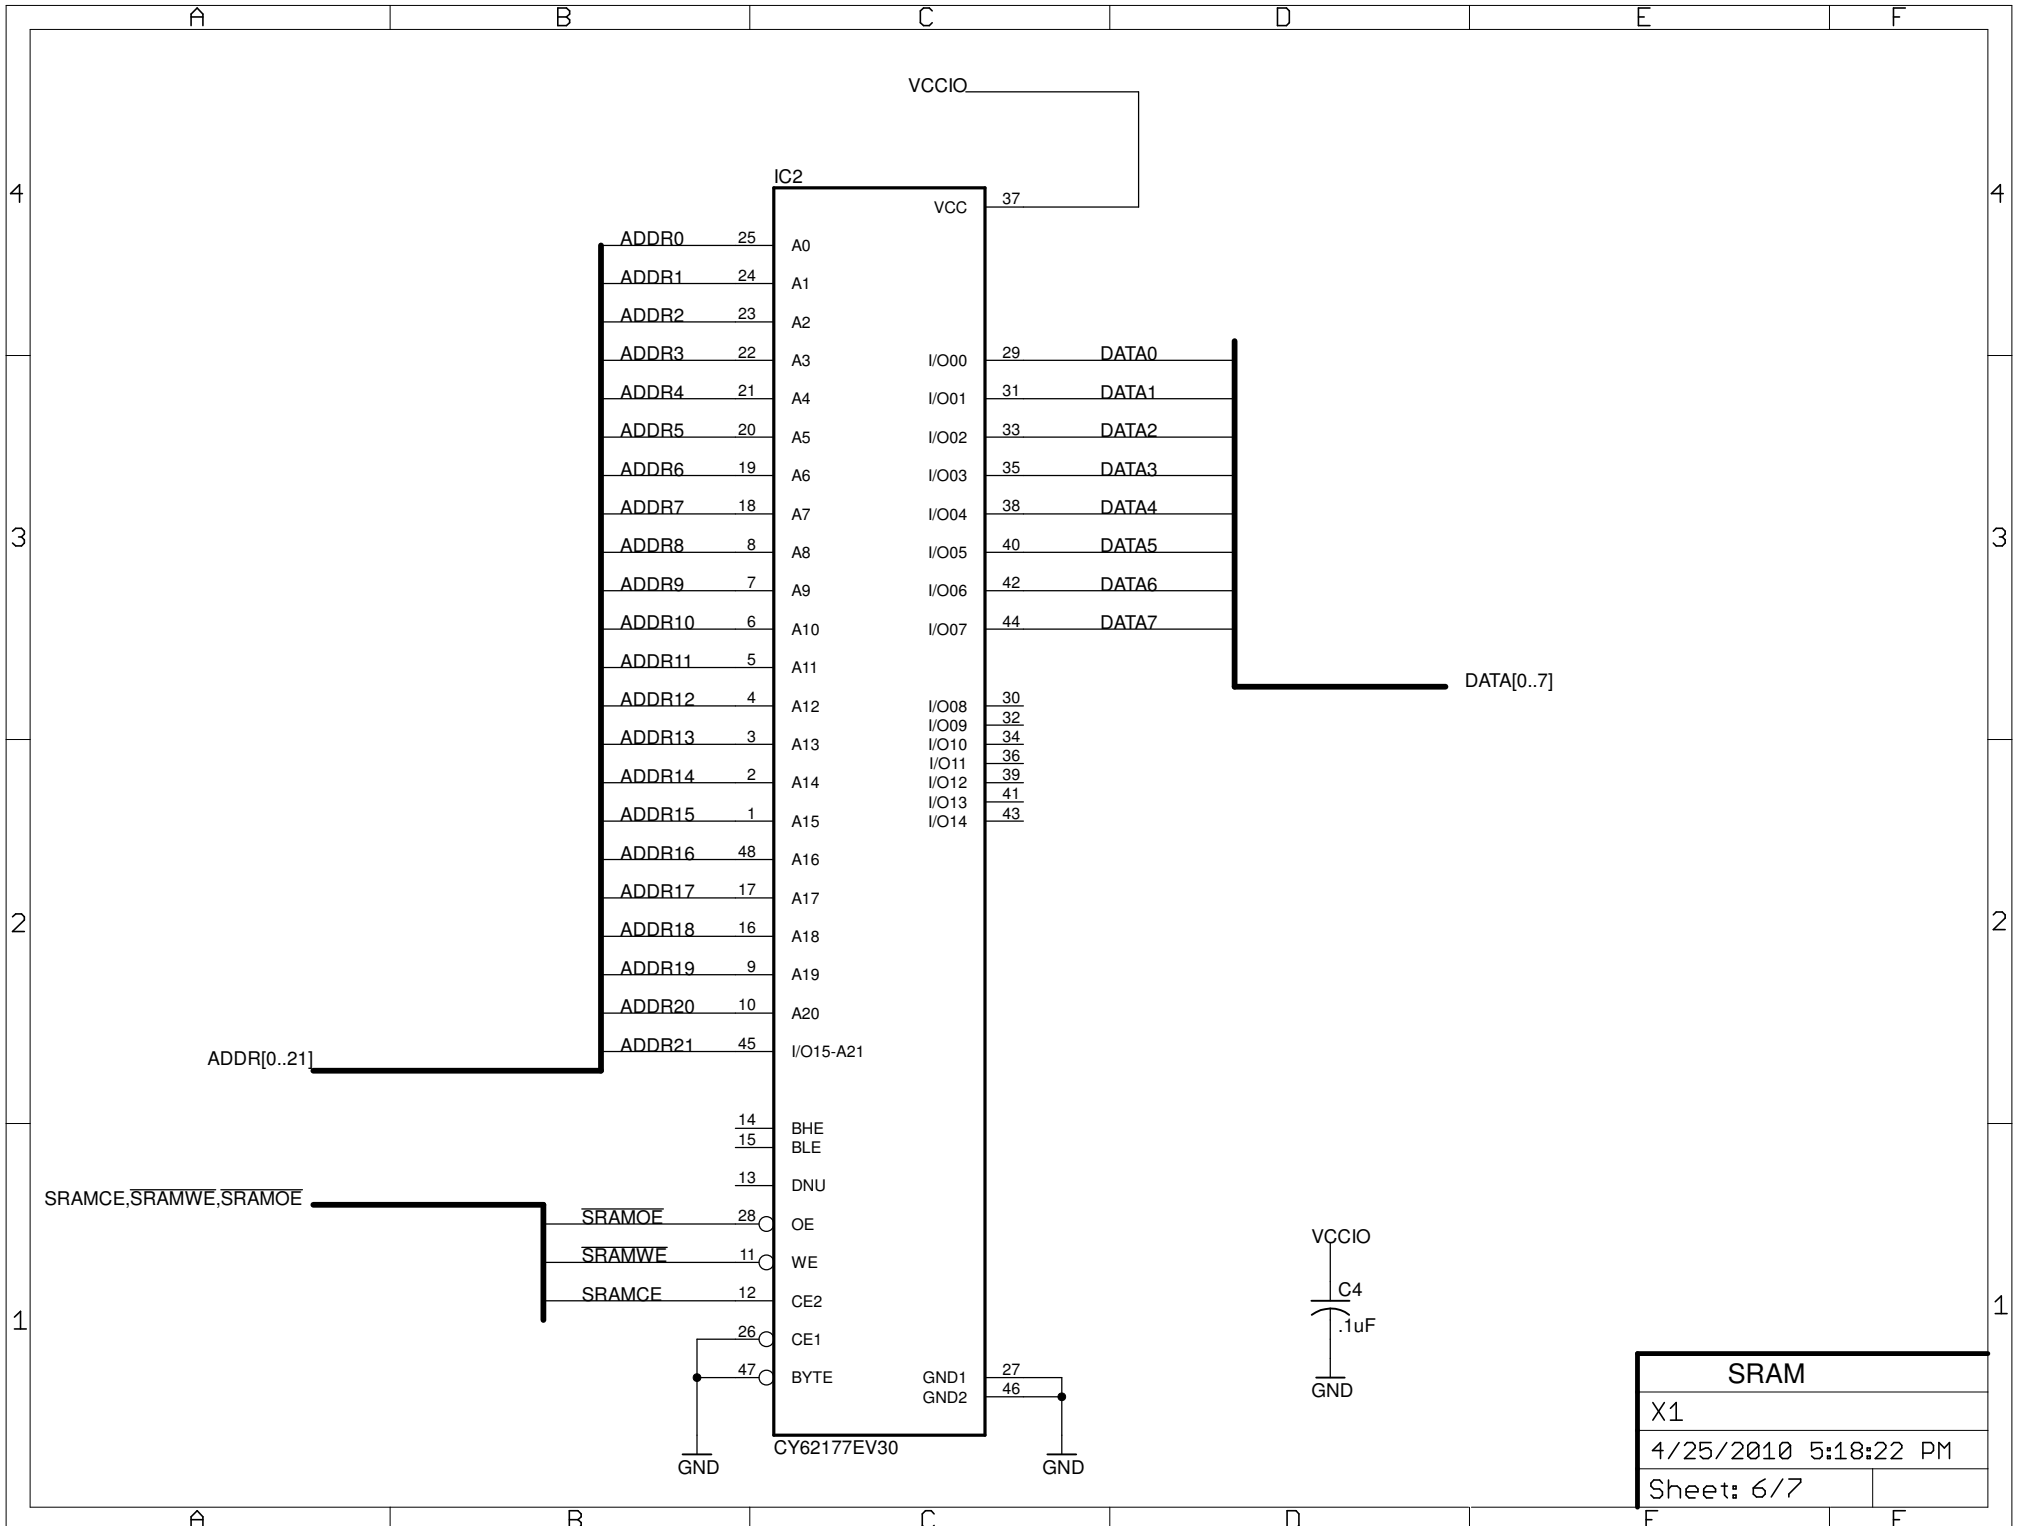 A B C D E F
VCCIO
IC2
4 VCC 37 4
ADDR0 25 A0
ADDR1 24 A1
ADDR2 23 A2
ADDR3 22 A3 I/O00 29 DATA0
ADDR4 21 A4 I/O01 31 DATA1
ADDR5 20 A5 I/O02 33 DATA2
ADDR6 19 A6 I/O03 35 DATA3
ADDR7 18 A7 I/O04 38 DATA4
3 ADDR8 8 A8 I/O05 40 DATA5 3
ADDR9 7 A9 I/O06 42 DATA6
ADDR10 6 A10 I/O07 44 DATA7
ADDR11 5 A11
DATA[0..7]
ADDR12 4 A12 I/O08 30
I/O09 32
ADDR13 3 A13 I/O10 34
I/O11 36
ADDR14 2 A14 I/O12 39
I/O13 41
ADDR15 1 A15 I/O14 43
ADDR16 48 A16
ADDR17 17 A17
2 ADDR18 16 A18 2
ADDR19 9 A19
ADDR20 10 A20
ADDR21 45 I/O15-A21
ADDR[0..21]
14 BHE
15 BLE
13 DNU
SRAMCE,SRAMWE,SRAMOE
SRAMOE 28 OE
SRAMWE 11 WE
VCCIO
SRAMCE 12 CE2
C4
1 .1uF 1
26 CE1
47 BYTE GND1 27
GND2 46
GND
SRAM
X1
CY62177EV30
4/25/2010 5:18:22 PM
GND GND
Sheet: 6/7
A B C D E F